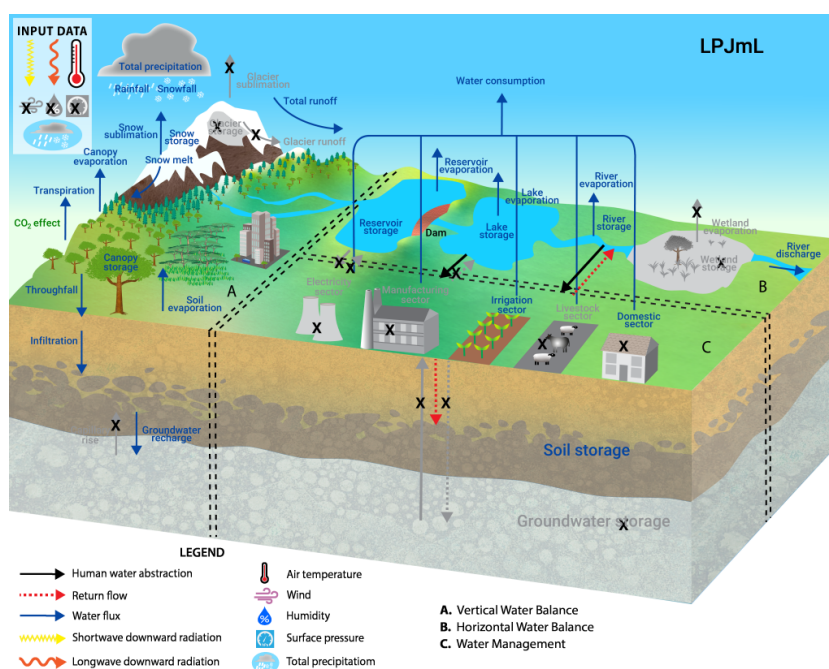 INPUT DATA
X X X
LPJmL
Total precipitation
Rainfall Snowfall
X
Glacier
sublimation
Total runoff
Water consumption
Snow
sublimation
Snow
storage
Glacier
storage
X
X
Glacier runoff
Canopy
evaporation
Snow melt
Transpiration
CO2 effect
Reservoir
evaporation
Lake
evaporation
River
evaporation
X
Wetland
evaporation
Reservoir
storage
Dam
Lake
storage
River
storage
Wetland
storage
X
River
discharge
Canopy
storage
X X
X
Throughfall
Soil
evaporation
A
B
Electricity
sector
Manufacturing
sector
Irrigation
sector
Livestock
sector
Domestic
sector
X
X
X
X
C
Infiltration
X X
X
rise
Groundwater
recharge
Soil storage
Groundwater storage
X
LEGEND
Human water abstraction
Return flow
Water flux
Shortwave downward radiation
Longwave downward radiation
Air temperature
Wind
% Humidity
Surface pressure
Total precipitatiom
A. Vertical Water Balance
B. Horizontal Water Balance
C. Water Management